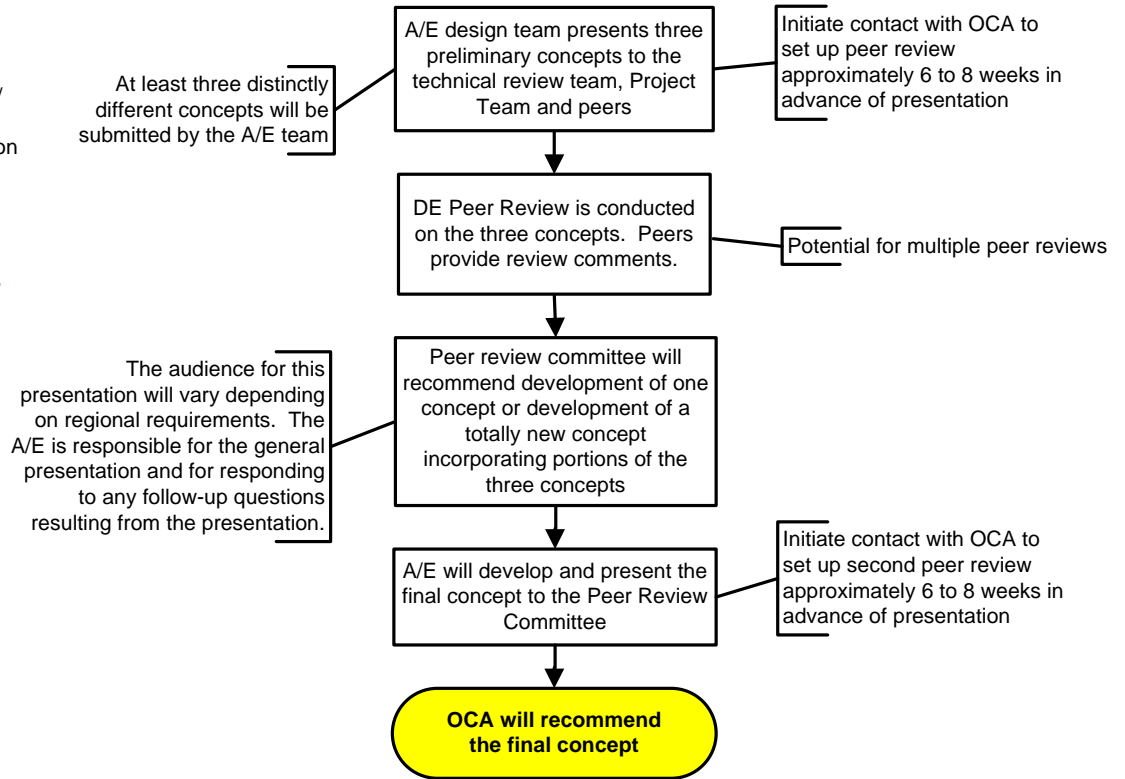 A/E design team presents three
preliminary concepts to the
technical review team, Project
Team and peers
Initiate contact with OCA to
set up peer review
approximately 6 to 8 weeks in
advance of presentation
At least three distinctly
different concepts will be
submitted by the A/E team
on
DE Peer Review is conducted
on the three concepts. Peers
provide review comments.
Potential for multiple peer reviews
Peer review committee will
recommend development of one
concept or development of a
totally new concept
incorporating portions of the
three concepts
The audience for this
presentation will vary depending
on regional requirements. The
A/E is responsible for the general
presentation and for responding
to any follow-up questions
resulting from the presentation.
A/E will develop and present the
final concept to the Peer Review
Committee
Initiate contact with OCA to
set up second peer review
approximately 6 to 8 weeks in
advance of presentation
OCA will recommend
the final concept